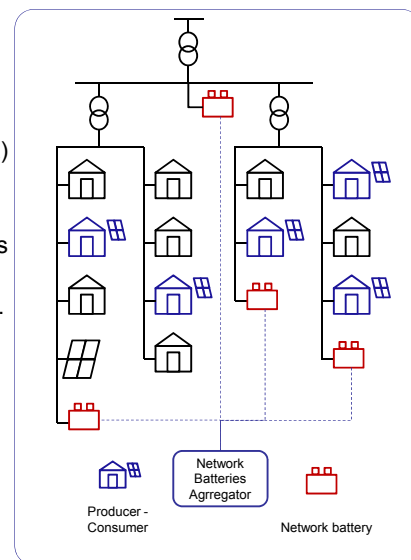 )
s
.
Network
Batteries
Agrregator
Producer -
Consumer
Network battery